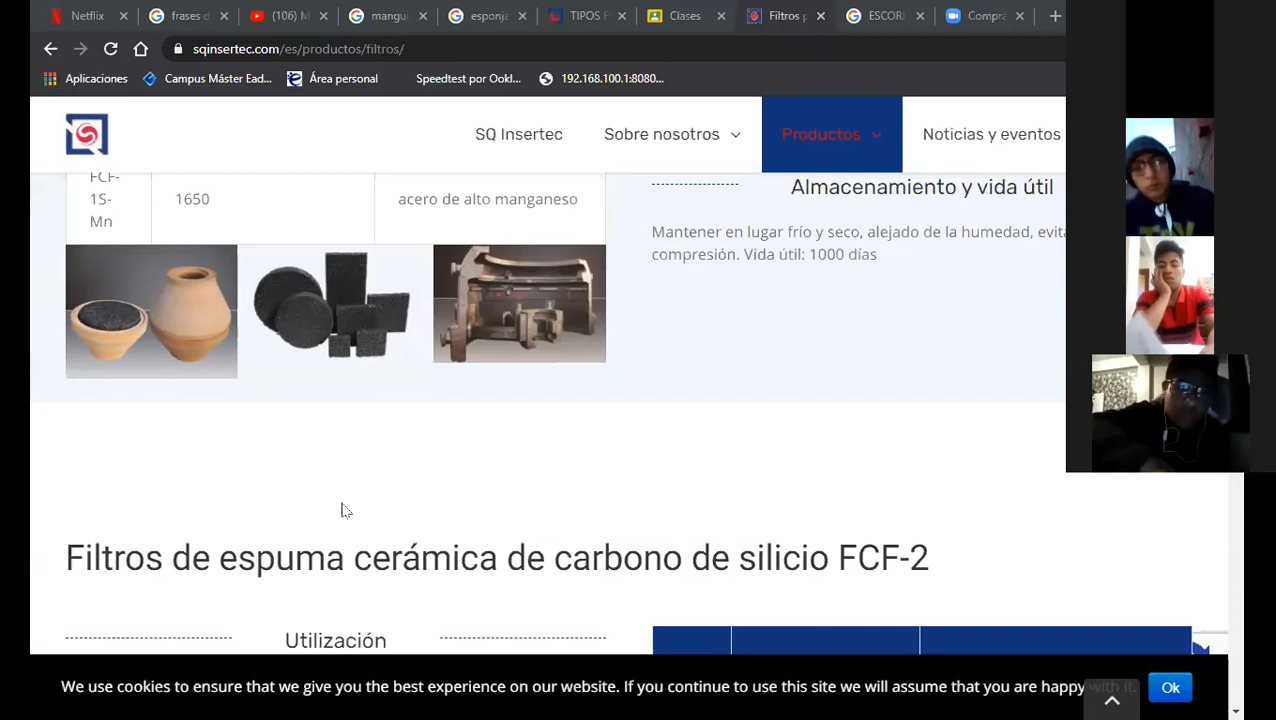 Netflix
frases d
(106) M
mangu
esponja
TIPOS F
Clases
Filtros p
ESCORI
Compra
sqinsertec.com/es/productos/filtros/
Aplicaciones
Campus Máster Ead...
Área personal
Speedtest por Ookl...
192.168.100.1:8080...
SQ Insertec
Sobre nosotros
Productos
Noticias y eventos
FCF-
1S-
Mn
1650
acero de alto manganeso
Almacenamiento y vida útil
Mantener en lugar frío y seco, alejado de la humedad, evita
compresión. Vida útil: 1000 días
Filtros de espuma cerámica de carbono de silicio FCF-2
Utilización
We use cookies to ensure that we give you the best experience on our website. If you continue to use this site we will assume that you are happy with it.
Ok